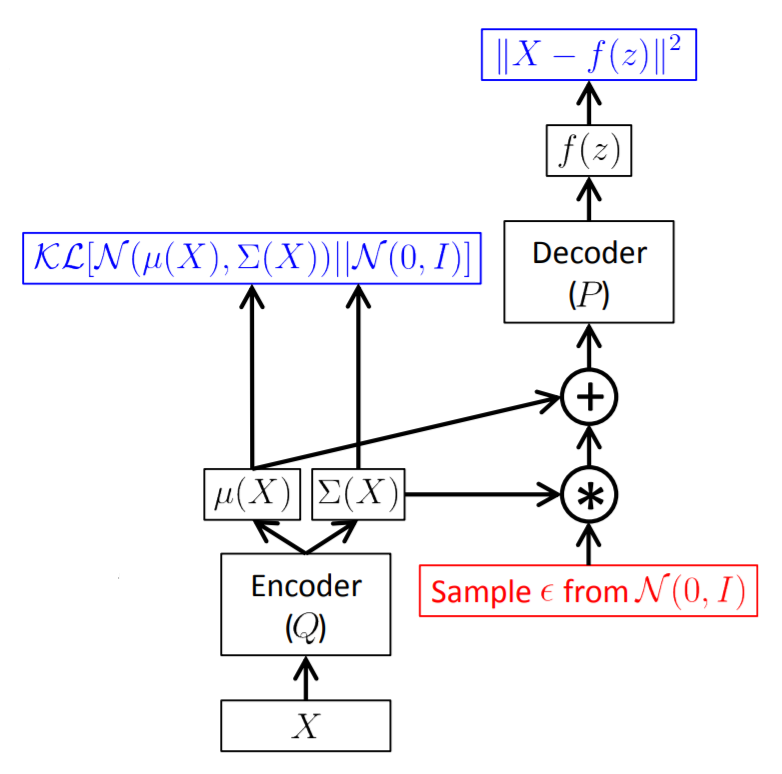 ‖X − f(z)‖²
f(z)
𝒦ℒ[𝒩(μ(X), Σ(X))||𝒩(0, I)]
Decoder
(P)
+
μ(X)
Σ(X)
*
Encoder
(Q)
Sample ϵ from 𝒩(0, I)
X